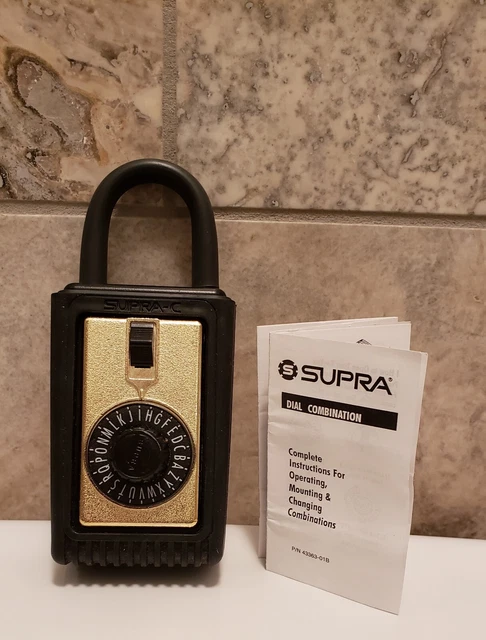 SUPRA-C
A B C D E F G H I J K L M N O P Q R S T U V W X Y Z
SUPRA®
DIAL COMBINATION
Complete
Instructions For
Operating,
Mounting &
Changing
Combinations
P/N 43363-01B